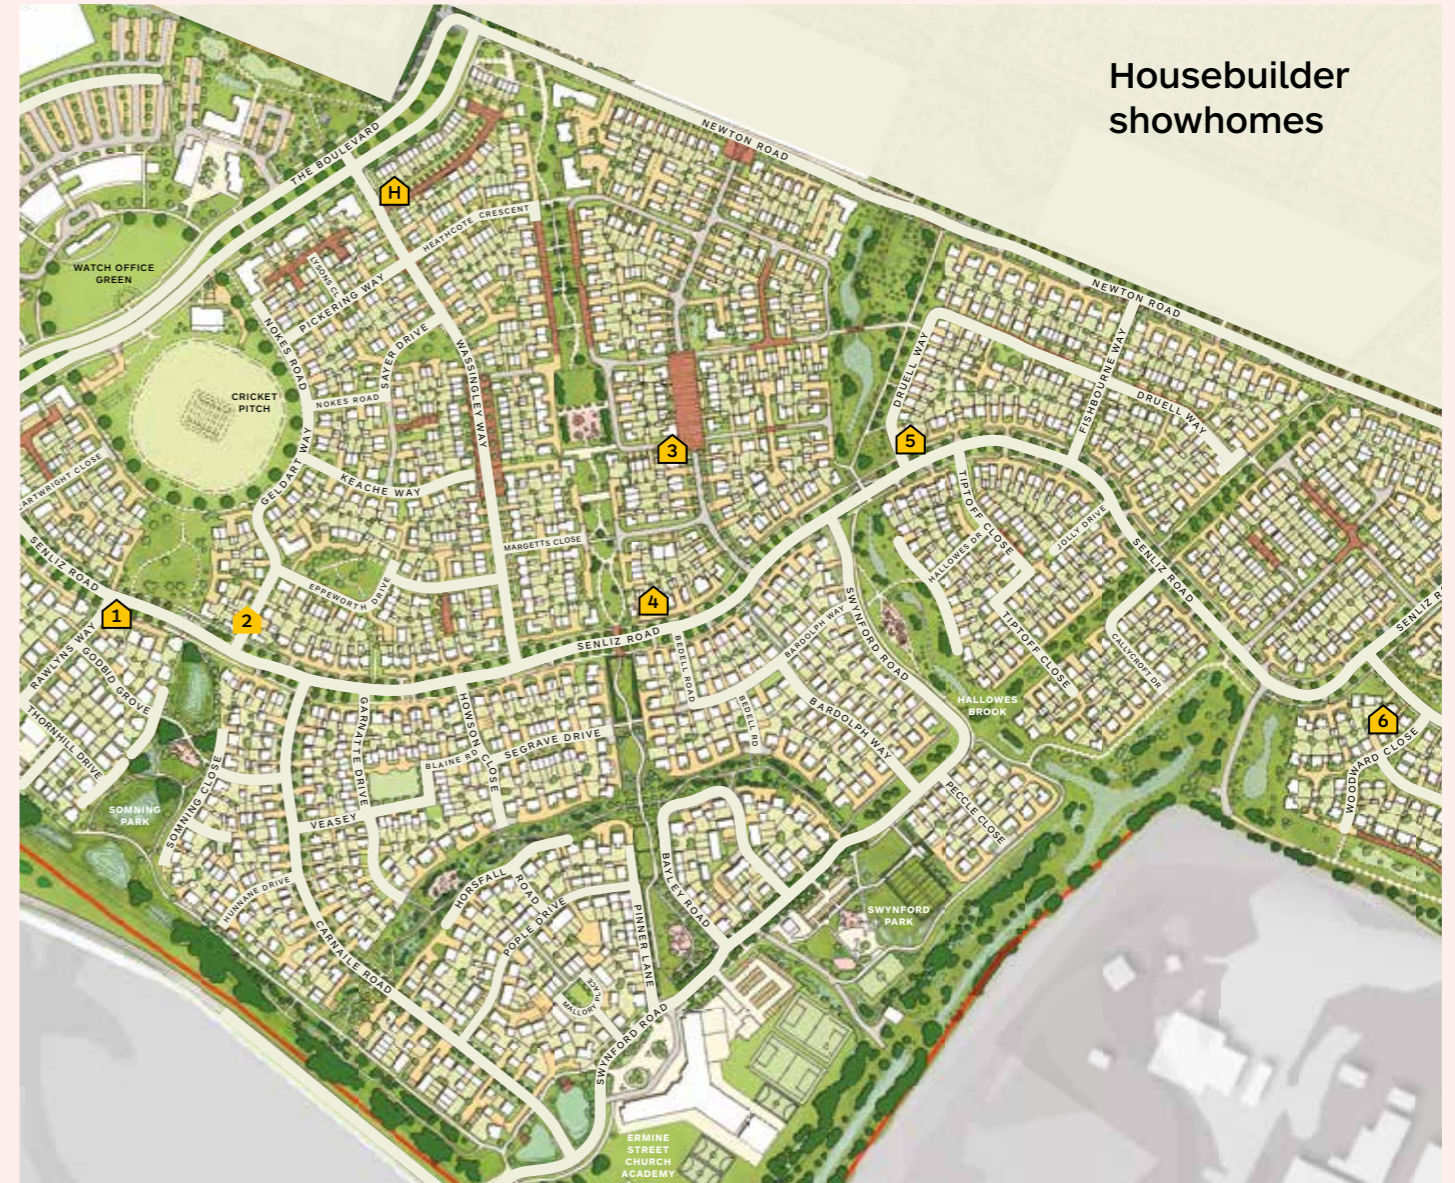 Housebuilder
showhomes
NEWTON ROAD
THE BOULEVARD
H
HEATHCOTE CRESCENT
WATCH OFFICE
GREEN
LYSONS CL
PICKERING WAY
NEWTON ROAD
NOKES ROAD
SAYER DRIVE
WASSINGLEY WAY
DRUELL WAY
FISHBOURNE WAY
CRICKET
PITCH
NOKES ROAD
DRUELL WAY
3
5
CARTWRIGHT CLOSE
GELDART WAY
KEACHE WAY
TIPTOFF CLOSE
JOLLY DRIVE
SENLIZ ROAD
MARGETTS CLOSE
HALLOWES DR
SENLIZ ROAD
EPPEWORTH DRIVE
1
2
4
SENLIZ R
RAWLYNS WAY
GODBID GROVE
SENLIZ ROAD
BEDELL ROAD
BARDOLPH WAY
SWYNFORD ROAD
TIPTOFF CLOSE
CALLYCROFT DR
THORNHILL DRIVE
GARNATTE DRIVE
HOWSON CLOSE
BEDELL RD
BARDOLPH WAY
HALLOWES
BROOK
6
BLAINE RD
SEGRAVE DRIVE
WOODWARD CLOSE
SOMNING
PARK
SOMNING CLOSE
VEASEY
PECCLE CLOSE
HUNNANE DRIVE
HORSFALL ROAD
BAYLEY ROAD
SWYNFORD
PARK
CARNAILE ROAD
POPLE DRIVE
PINNER LANE
MALLORY PLACE
SWYNFORD ROAD
ERMINE
STREET
CHURCH
ACADEMY